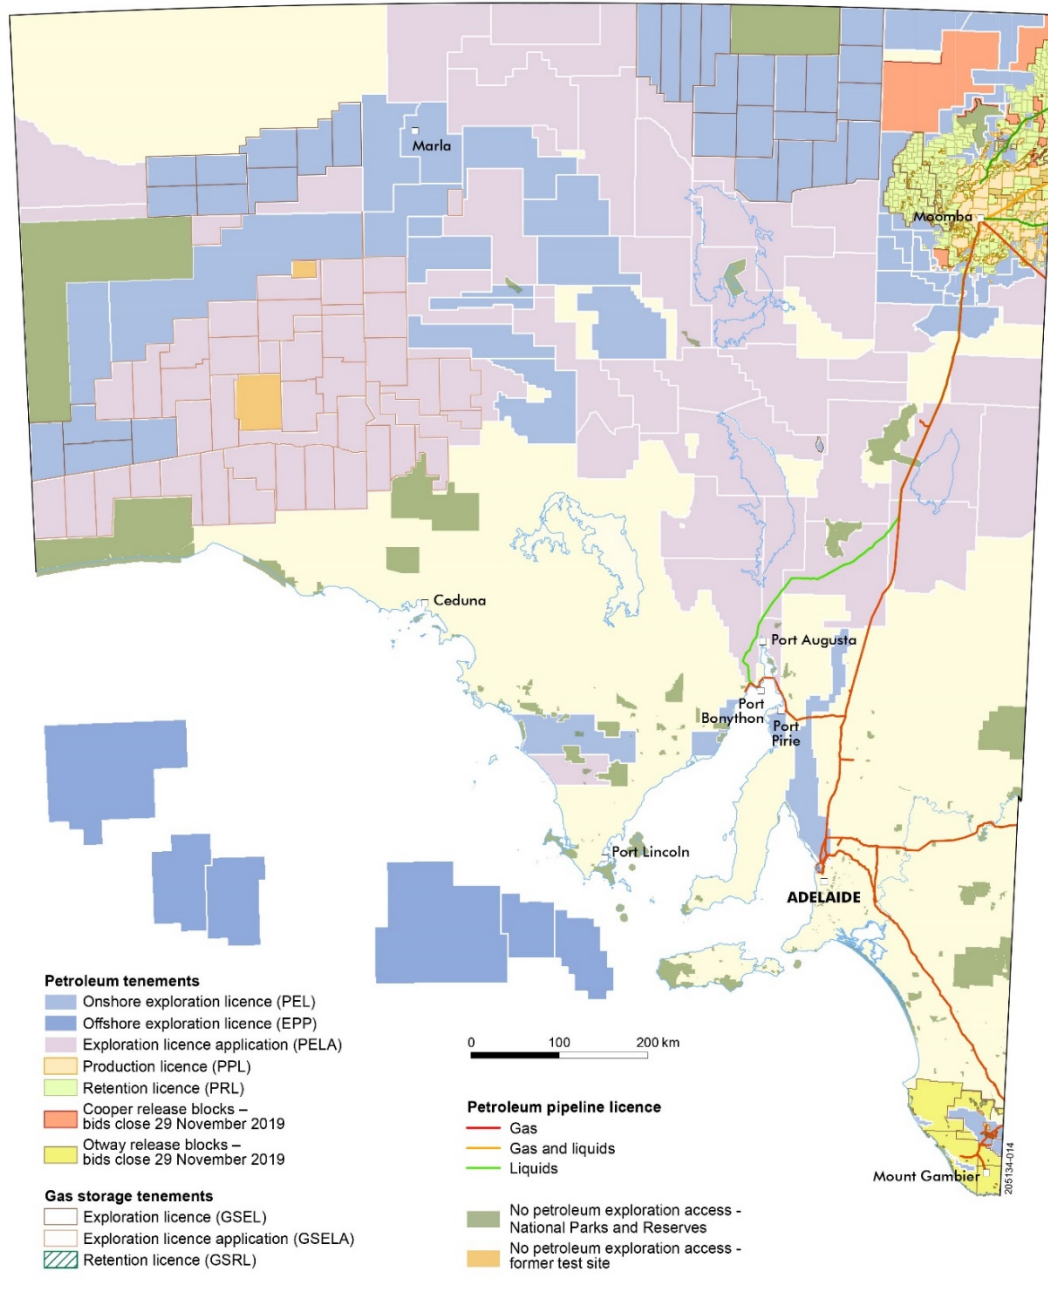 Marla
Moomba
Ceduna
Port Augusta
Port
Bonython
Port
Pirie
Port Lincoln
ADELAIDE
Mount Gambier
205134-014
Petroleum tenements
Onshore exploration licence (PEL)
Offshore exploration licence (EPP)
Exploration licence application (PELA)
Production licence (PPL)
Retention licence (PRL)
Cooper release blocks –
bids close 29 November 2019
Otway release blocks –
bids close 29 November 2019
Gas storage tenements
Exploration licence (GSEL)
Exploration licence application (GSELA)
Retention licence (GSRL)
0 100 200 km
Petroleum pipeline licence
Gas
Gas and liquids
Liquids
No petroleum exploration access -
National Parks and Reserves
No petroleum exploration access -
former test site